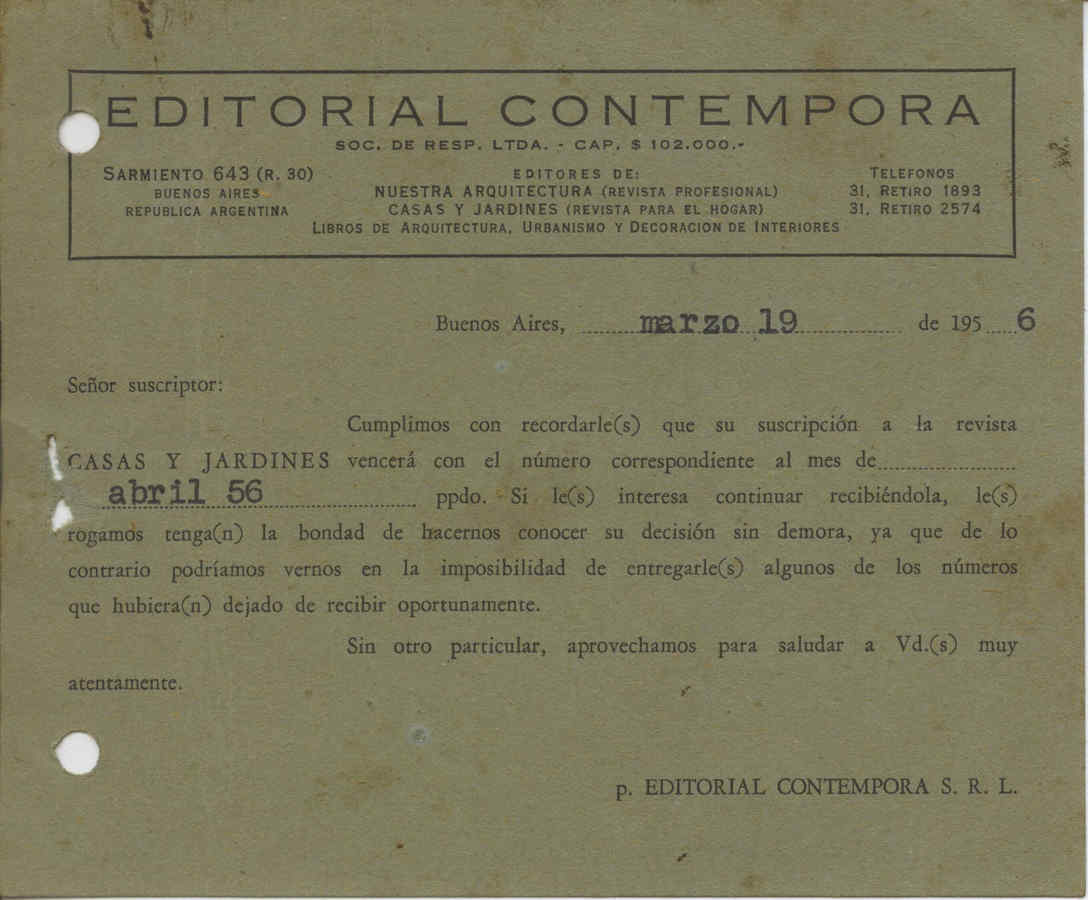 EDITORIAL CONTEMPORA
SOC. DE RESP. LTDA. - CAP. $ 102.000.-
SARMIENTO 643 (R. 30)
BUENOS AIRES
REPUBLICA ARGENTINA
EDITORES DE:
NUESTRA ARQUITECTURA (REVISTA PROFESIONAL)
CASAS Y JARDINES (REVISTA PARA EL HOGAR)
LIBROS DE ARQUITECTURA, URBANISMO Y DECORACION DE INTERIORES
TELEFONOS
31, RETIRO 1893
31, RETIRO 2574
Buenos Aires, marzo 19 de 195 6
Señor suscriptor:
Cumplimos con recordarle(s) que su suscripción a la revista
CASAS Y JARDINES vencerá con el número correspondiente al mes de
abril 56 ppdo. Si le(s) interesa continuar recibiéndola, le(s)
rogamos tenga(n) la bondad de hacernos conocer su decisión sin demora, ya que de lo
contrario podríamos vernos en la imposibilidad de entregarle(s) algunos de los números
que hubiera(n) dejado de recibir oportunamente.
Sin otro particular, aprovechamos para saludar a Vd.(s) muy
atentamente.
p. EDITORIAL CONTEMPORA S. R. L.